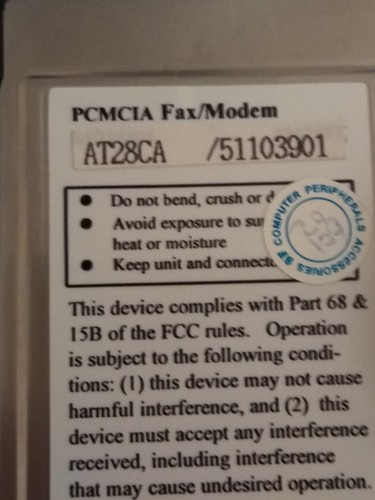 PCMCIA Fax/Modem
AT28CA /51103901
● Do not bend, crush or
● Avoid exposure to
heat or moisture
● Keep unit and
COMPUTER PERIPHERALS ACCESSORIES
This device complies with Part 68 &
15B of the FCC rules. Operation
is subject to the following condi-
tions: (1) this device may not cause
harmful interference, and (2) this
device must accept any interference
received, including interference
that may cause undesired operation.